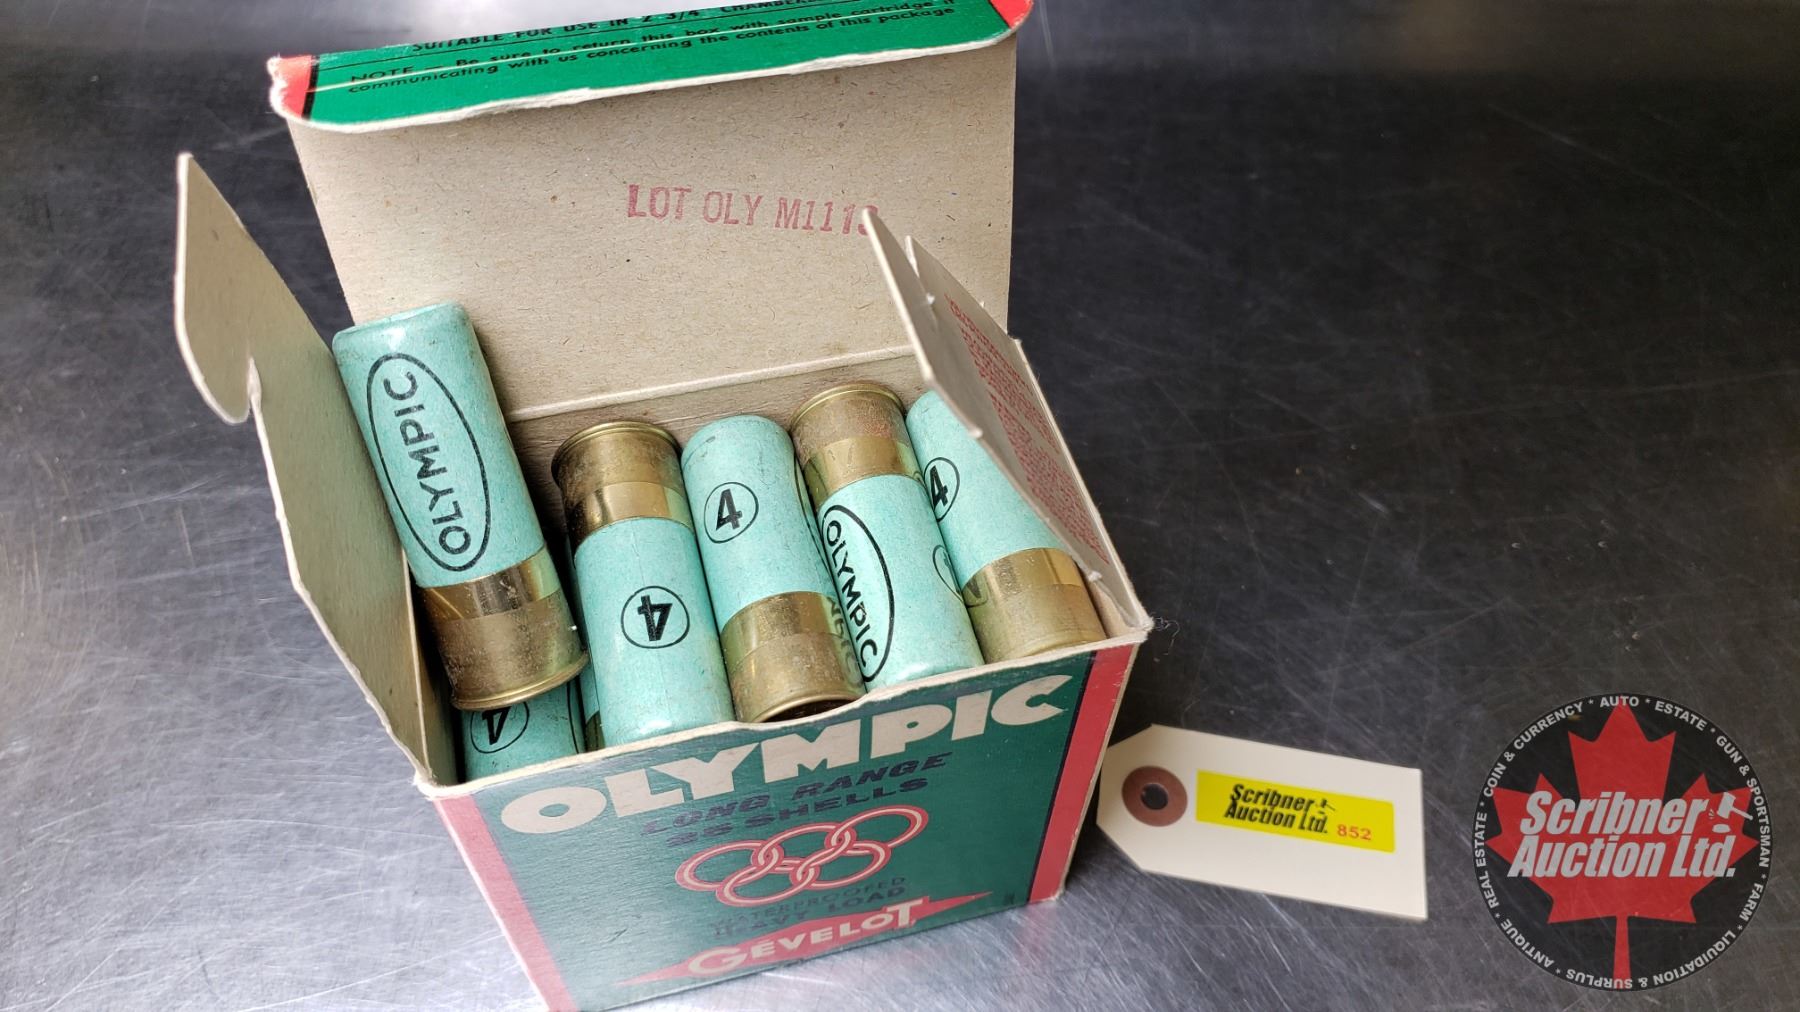 SUITABLE FOR USE IN 2 3/4" CHAMBERED
NOTE - Be sure to return this box with sample cartridge if
communicating with us concerning the contents of this package
LOT OLY M111
OLYMPIC
4
4
OLYMPIC
4
4
OLYMPIC
LONG RANGE
25 SHELLS
WATERPROOFED
HEAVY LOAD
GÉVELOT
Scribner
Auction Ltd. 852
Scribner
Auction Ltd.
* AUTO * ESTATE * GUN & SPORTSMAN * FARM * LIQUIDATION & SURPLUS * ANTIQUE * REAL ESTATE * COIN & CURRENCY